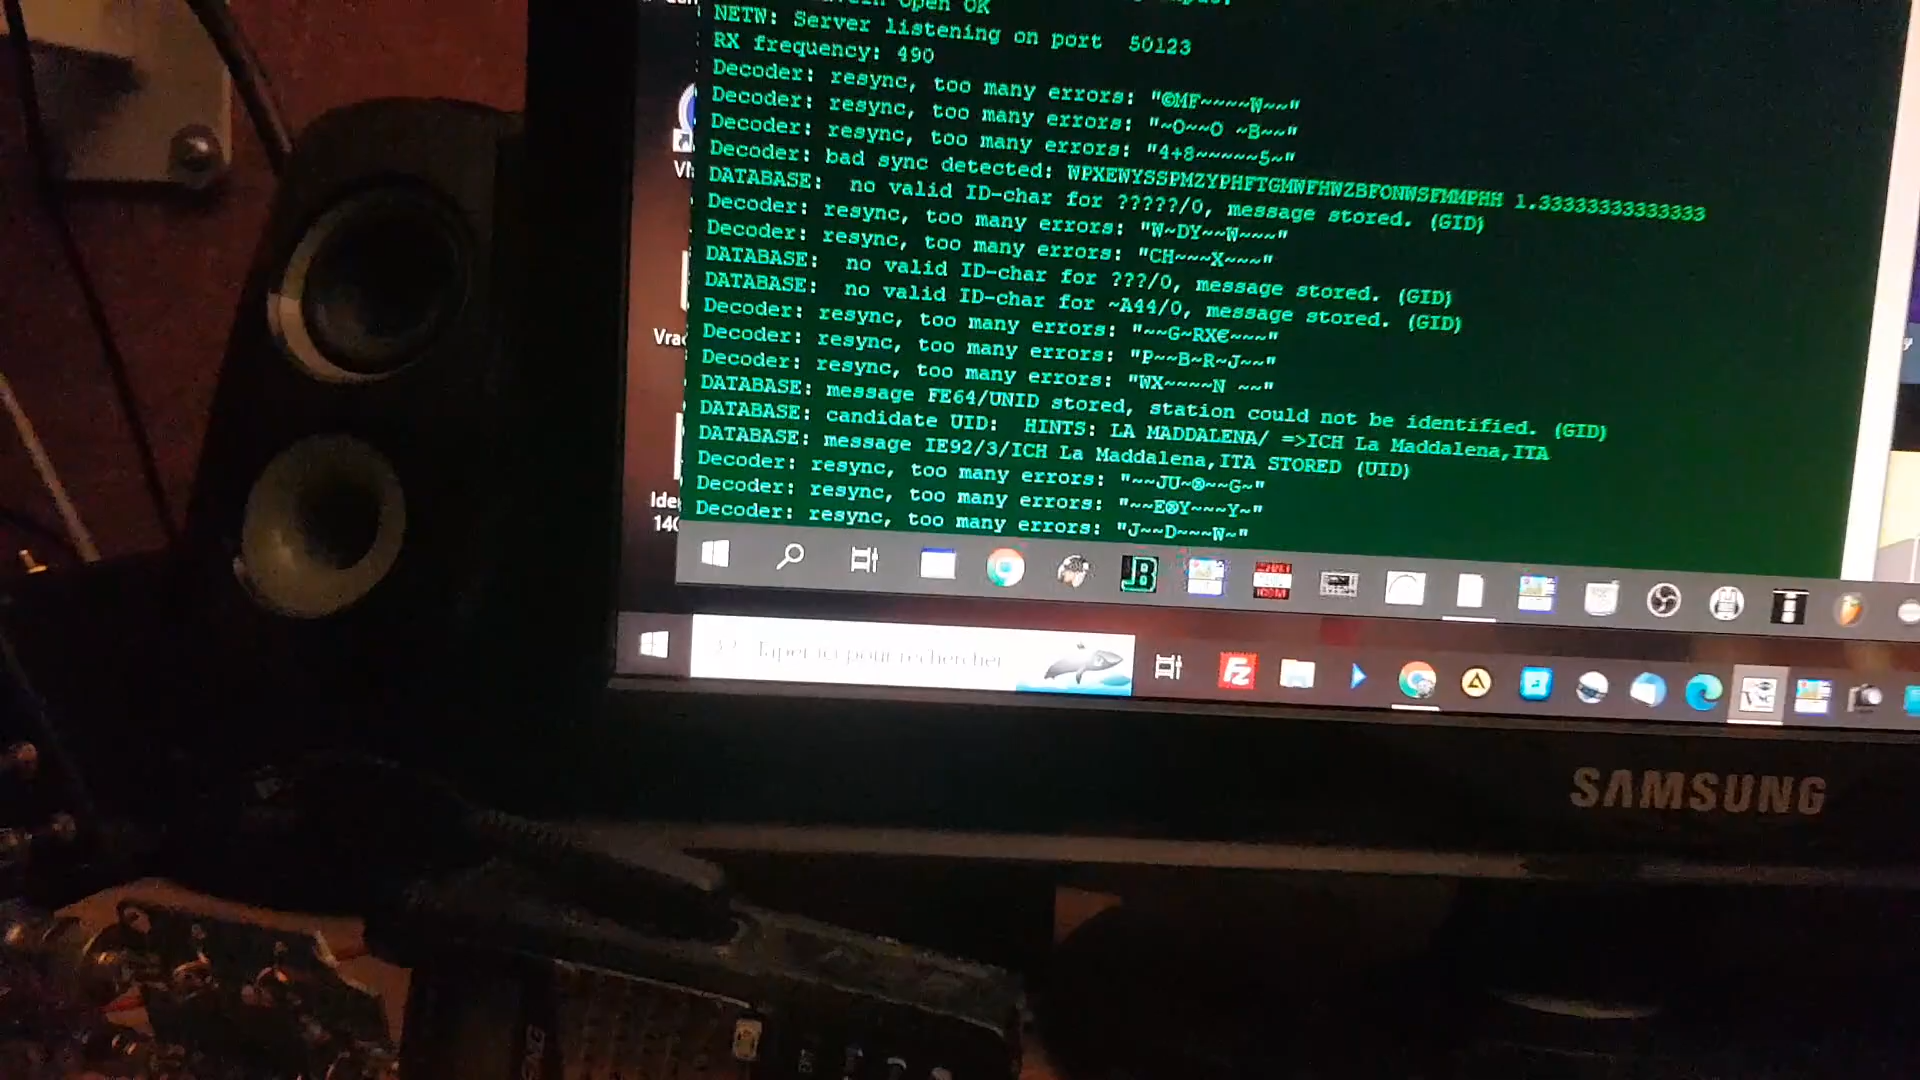 Open OK
NETW: Server listening on port 50123
RX frequency: 490
Decoder: resync, too many errors: "©MF~~~~W~~"
Decoder: resync, too many errors: "~O~~O ~B~~"
Decoder: resync, too many errors: "4+8~~~~~5~"
Decoder: bad sync detected: WPXEWYSSPMZYPHFTGMWFHWZBFONWSFMMPHH 1.33333333333333
DATABASE: no valid ID-char for ?????/0, message stored. (GID)
Decoder: resync, too many errors: "W~DY~~W~~~"
Decoder: resync, too many errors: "CH~~~X~~~"
DATABASE: no valid ID-char for ???/0, message stored. (GID)
DATABASE: no valid ID-char for ~A44/0, message stored. (GID)
Decoder: resync, too many errors: "~~G~RX€~~~"
Decoder: resync, too many errors: "P~~B~R~J~~"
Decoder: resync, too many errors: "WX~~~~N ~~"
DATABASE: message FE64/UNID stored, station could not be identified. (GID)
DATABASE: candidate UID: HINTS: LA MADDALENA/ =>ICH La Maddalena,ITA
DATABASE: message IE92/3/ICH La Maddalena,ITA STORED (UID)
Decoder: resync, too many errors: "~~JU~®~~G~"
Decoder: resync, too many errors: "~~E®Y~~~Y~"
Decoder: resync, too many errors: "J~~D~~~W~"
Taper ici pour rechercher
SAMSUNG